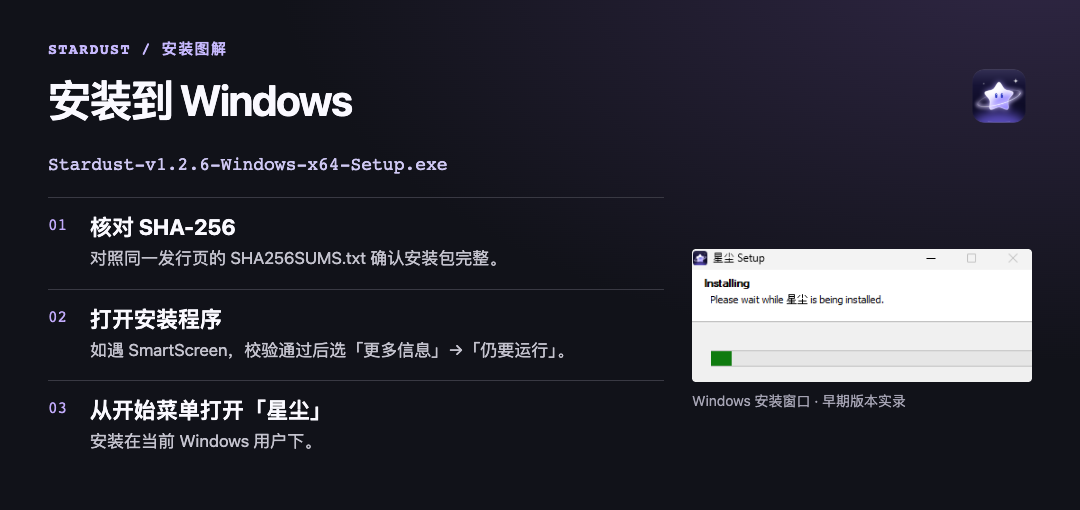 STARDUST / 安装图解
安装到 Windows
Stardust-v1.2.6-Windows-x64-Setup.exe
01
核对 SHA-256
对照同一发行页的 SHA256SUMS.txt 确认安装包完整。
02
打开安装程序
如遇 SmartScreen，校验通过后选「更多信息」→「仍要运行」。
03
从开始菜单打开「星尘」
安装在当前 Windows 用户下。
星尘 Setup
Installing
Please wait while 星尘 is being installed.
Windows 安装窗口 · 早期版本实录